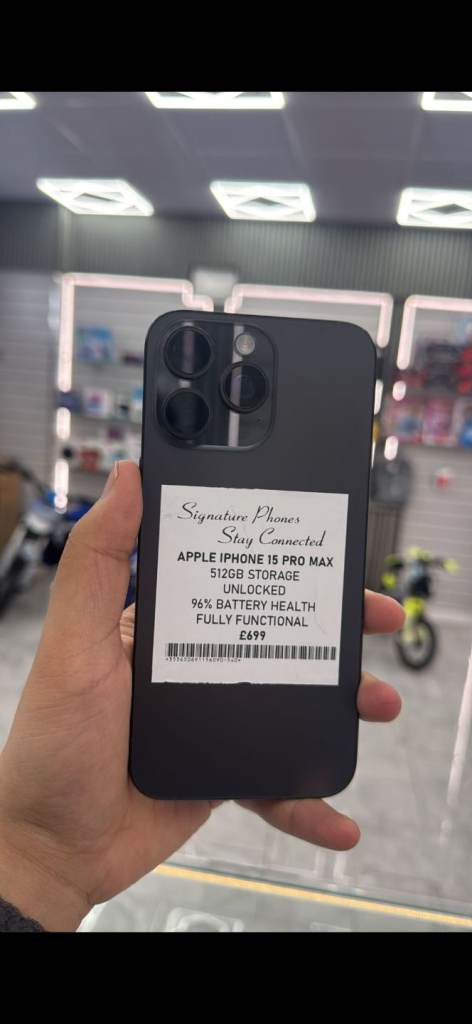 Signature Phones
Stay Connected
APPLE IPHONE 15 PRO MAX
512GB STORAGE
UNLOCKED
96% BATTERY HEALTH
FULLY FUNCTIONAL
£699